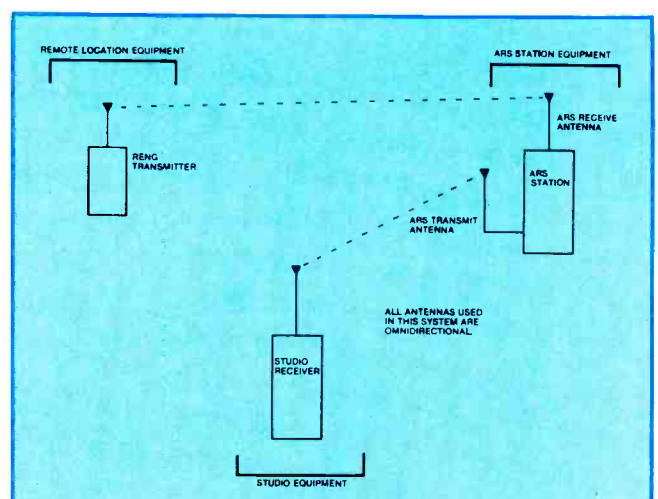 REMOTE LOCATION EQUIPMENT
ARS STATION EQUIPMENT
ARS RECEIVE
ANTENNA
RENG
TRANSMITTER
ARS
STATION
ARS TRANSMIT
ANTENNA
ALL ANTENNAS USED
IN THIS SYSTEM ARE
OMNIDIRECTIONAL
STUDIO
RECEIVER
STUDIO EQUIPMENT